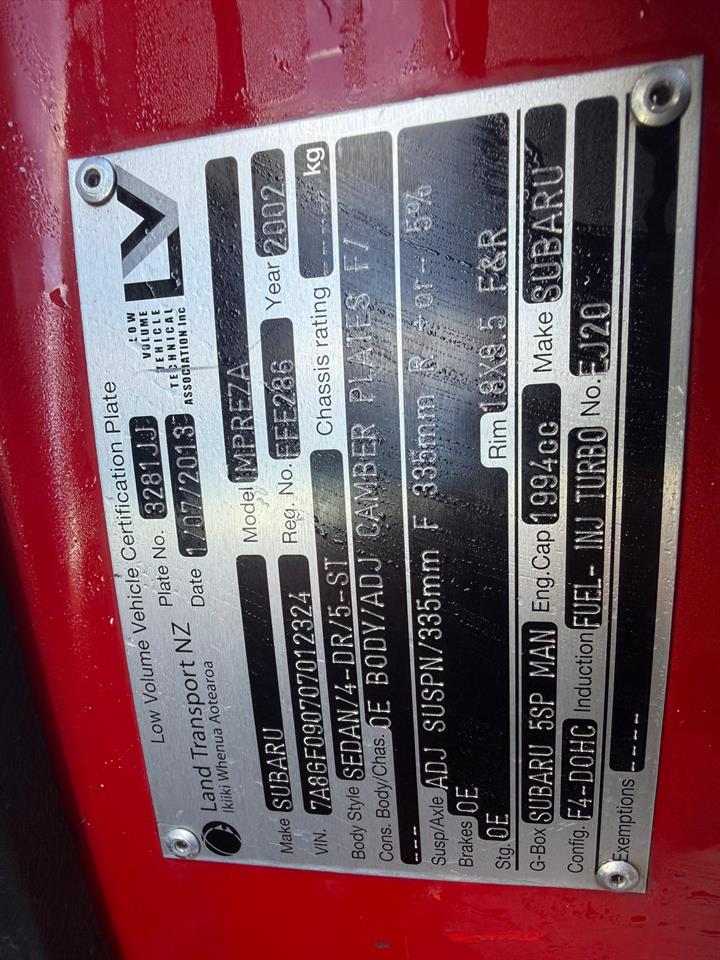 Low Volume Vehicle Certification Plate
LOW
VOLUME
VEHICLE
TECHNICAL
ASSOCIATION INC
LV
Land Transport NZ
Ikiiki Whenua Aotearoa
Plate No. 3281JJ
Date 1/07/2013
Make SUBARU Model IMPREZA
VIN. 7A8GF090707012324 Reg. No. Year 2002
Body Style SEDAN/4-DR/5-ST Chassis rating ---- kg
Cons. Body/Chas. OE BODY/ADJ CAMBER PLATES F/
---
Susp/Axle ADJ SUSPN/335mm F 335mm R +or- 5%
Brakes OE
Stg. OE Rim F&R
G-Box SUBARU 5SP MAN Eng.Cap 1994cc Make SUBARU
Config. F4-DOHC Induction FUEL- INJ TURBO No. EJ20
Exemptions -----